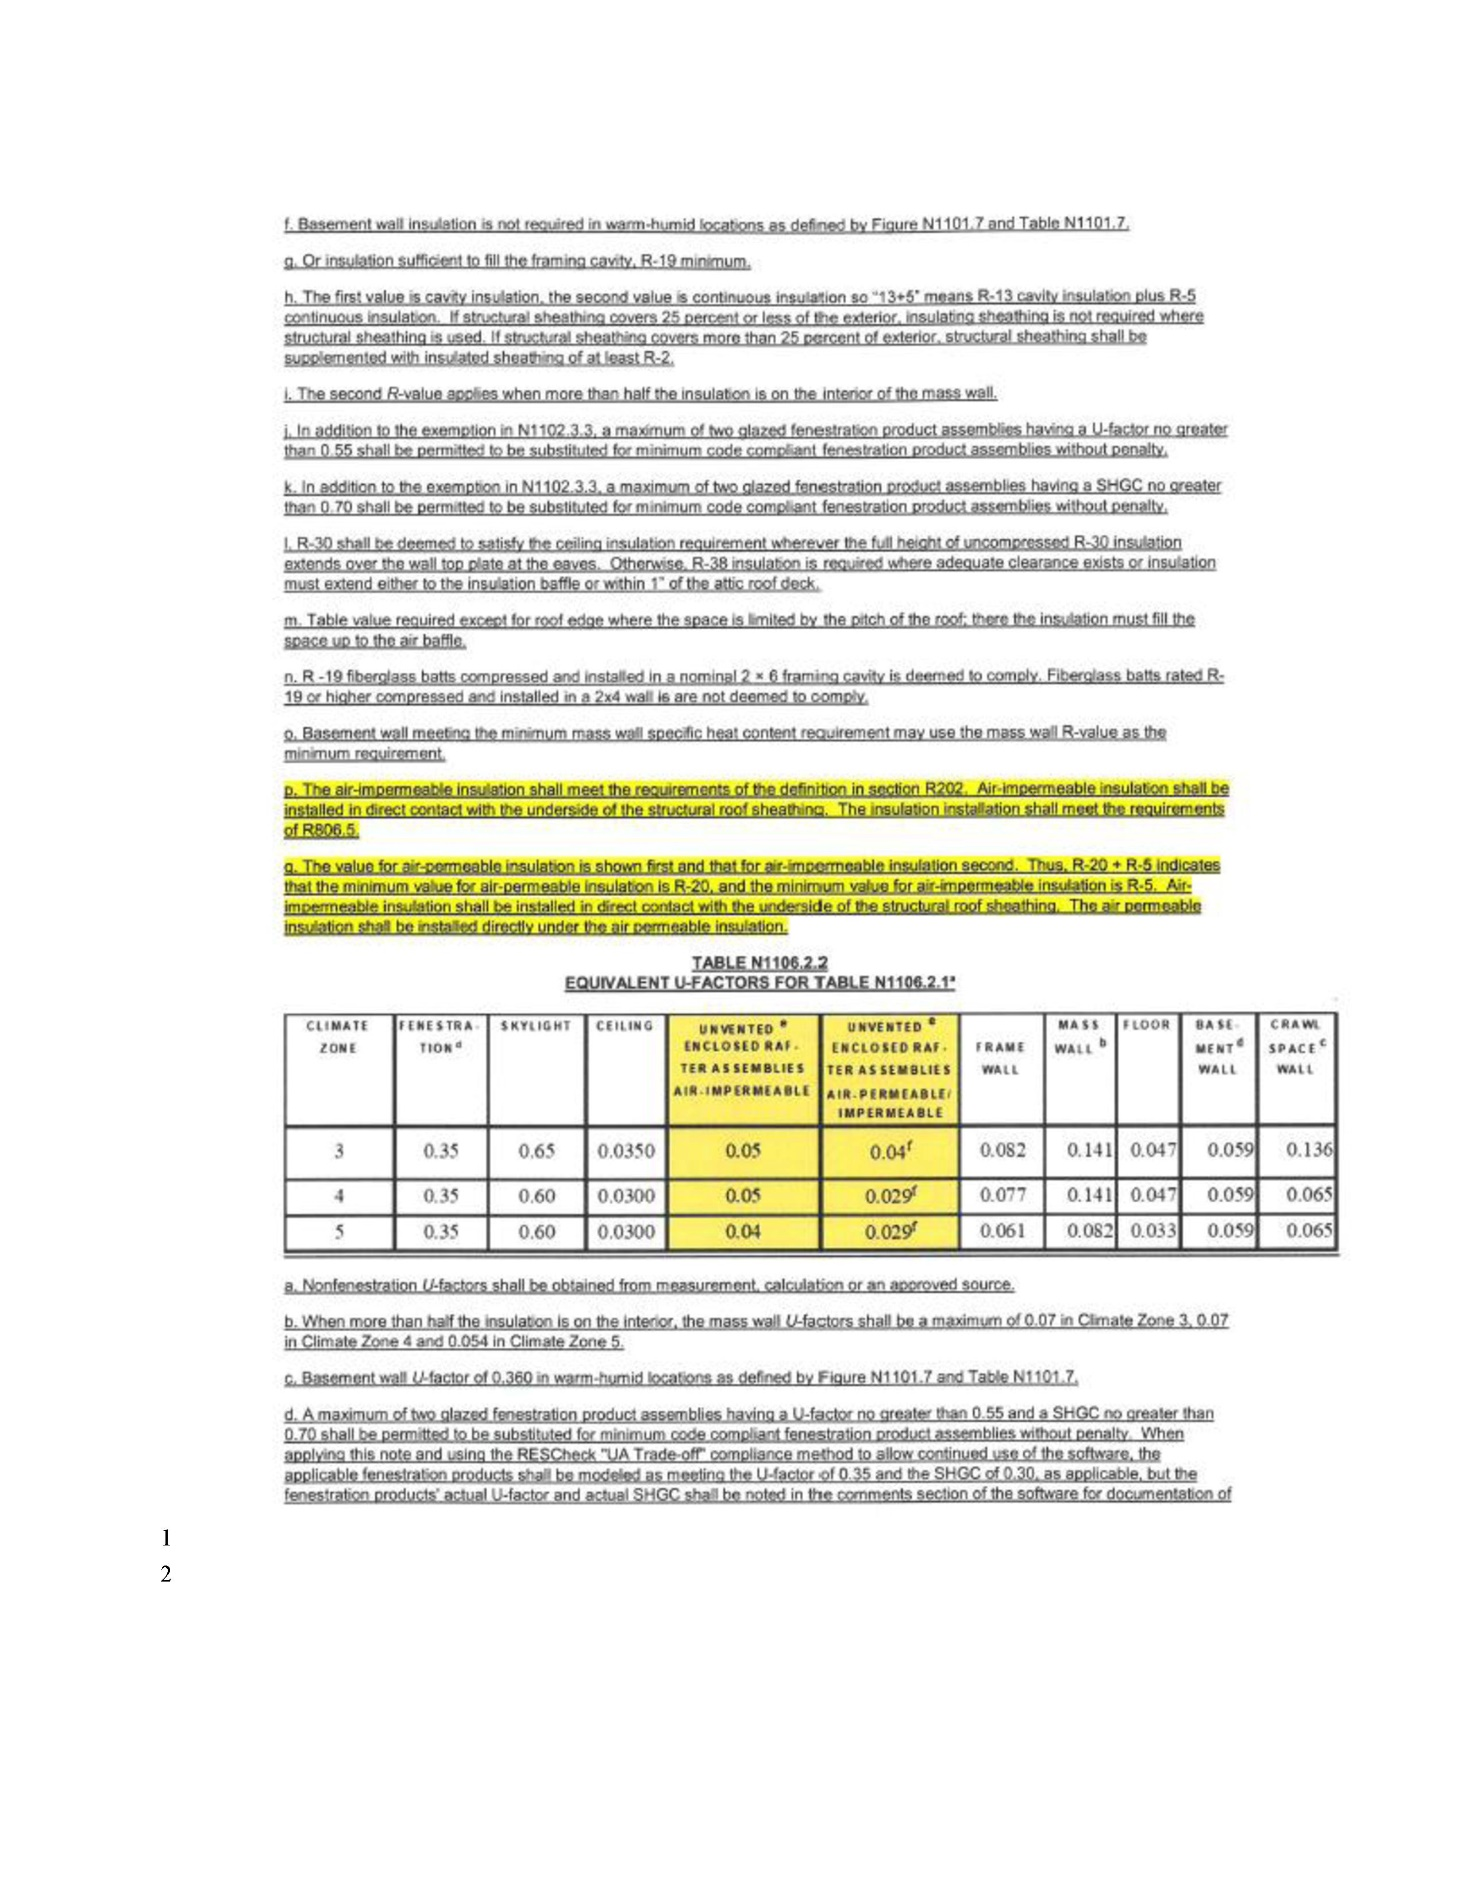 f. Basement wall insulation is not required in warm-humid locations as defined by Figure N1101.7 and Table N1101.7.
g. Or insulation sufficient to fill the framing cavity, R-19 minimum.
h. The first value is cavity insulation, the second value is continuous insulation so "13+5" means R-13 cavity insulation plus R-5
continuous insulation. If structural sheathing covers 25 percent or less of the exterior, insulating sheathing is not required where
structural sheathing is used. If structural sheathing covers more than 25 percent of exterior, structural sheathing shall be
supplemented with insulated sheathing of at least R-2.
i. The second R-value applies when more than half the insulation is on the interior of the mass wall.
j. In addition to the exemption in N1102.3.3, a maximum of two glazed fenestration product assemblies having a U-factor no greater
than 0.55 shall be permitted to be substituted for minimum code compliant fenestration product assemblies without penalty.
k. In addition to the exemption in N1102.3.3, a maximum of two glazed fenestration product assemblies having a SHGC no greater
than 0.70 shall be permitted to be substituted for minimum code compliant fenestration product assemblies without penalty.
l. R-30 shall be deemed to satisfy the ceiling insulation requirement wherever the full height of uncompressed R-30 insulation
extends over the wall top plate at the eaves. Otherwise, R-38 insulation is required where adequate clearance exists or insulation
must extend either to the insulation baffle or within 1" of the attic roof deck.
m. Table value required except for roof edge where the space is limited by the pitch of the roof; there the insulation must fill the
space up to the air baffle.
n. R -19 fiberglass batts compressed and installed in a nominal 2 × 6 framing cavity is deemed to comply. Fiberglass batts rated R-
19 or higher compressed and installed in a 2x4 wall is are not deemed to comply.
o. Basement wall meeting the minimum mass wall specific heat content requirement may use the mass wall R-value as the
minimum requirement.
p. The air-impermeable insulation shall meet the requirements of the definition in section R202. Air-impermeable insulation shall be
installed in direct contact with the underside of the structural roof sheathing. The insulation installation shall meet the requirements
of R806.5.
q. The value for air-permeable insulation is shown first and that for air-impermeable insulation second. Thus, R-20 + R-5 indicates
that the minimum value for air-permeable insulation is R-20, and the minimum value for air-impermeable insulation is R-5. Air-
impermeable insulation shall be installed in direct contact with the underside of the structural roof sheathing. The air permeable
insulation shall be installed directly under the air permeable insulation.
TABLE N1106.2.2
EQUIVALENT U-FACTORS FOR TABLE N1106.2.1ª
CLIMATE ZONE FENESTRA-TION d SKYLIGHT CEILING UNVENTED e ENCLOSED RAF-TER ASSEMBLIES AIR-IMPERMEABLE UNVENTED e ENCLOSED RAF-TER ASSEMBLIES AIR-PERMEABLE/ IMPERMEABLE FRAME WALL MASS WALL b FLOOR BASE-MENT d WALL CRAWL SPACE c WALL
3 0.35 0.65 0.0350 0.05 0.04f 0.082 0.141 0.047 0.059 0.136
4 0.35 0.60 0.0300 0.05 0.029f 0.077 0.141 0.047 0.059 0.065
5 0.35 0.60 0.0300 0.04 0.029f 0.061 0.082 0.033 0.059 0.065
a. Nonfenestration U-factors shall be obtained from measurement, calculation or an approved source.
b. When more than half the insulation is on the interior, the mass wall U-factors shall be a maximum of 0.07 in Climate Zone 3, 0.07
in Climate Zone 4 and 0.054 in Climate Zone 5.
c. Basement wall U-factor of 0.360 in warm-humid locations as defined by Figure N1101.7 and Table N1101.7.
d. A maximum of two glazed fenestration product assemblies having a U-factor no greater than 0.55 and a SHGC no greater than
0.70 shall be permitted to be substituted for minimum code compliant fenestration product assemblies without penalty. When
applying this note and using the RESCheck "UA Trade-off" compliance method to allow continued use of the software, the
applicable fenestration products shall be modeled as meeting the U-factor of 0.35 and the SHGC of 0.30, as applicable, but the
fenestration products' actual U-factor and actual SHGC shall be noted in the comments section of the software for documentation of
1
2